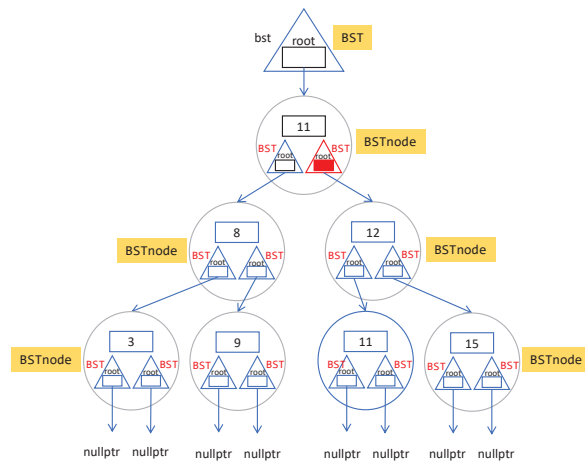 bst root BST
11
BST root root BST BSTnode
8 12
BSTnode BST root root BST BST root root BST BSTnode
3 9 11 15
BSTnode BST root root BST BST root root BST BST root root BST BST root root BST BSTnode
nullptr nullptr nullptr nullptr nullptr nullptr nullptr nullptr